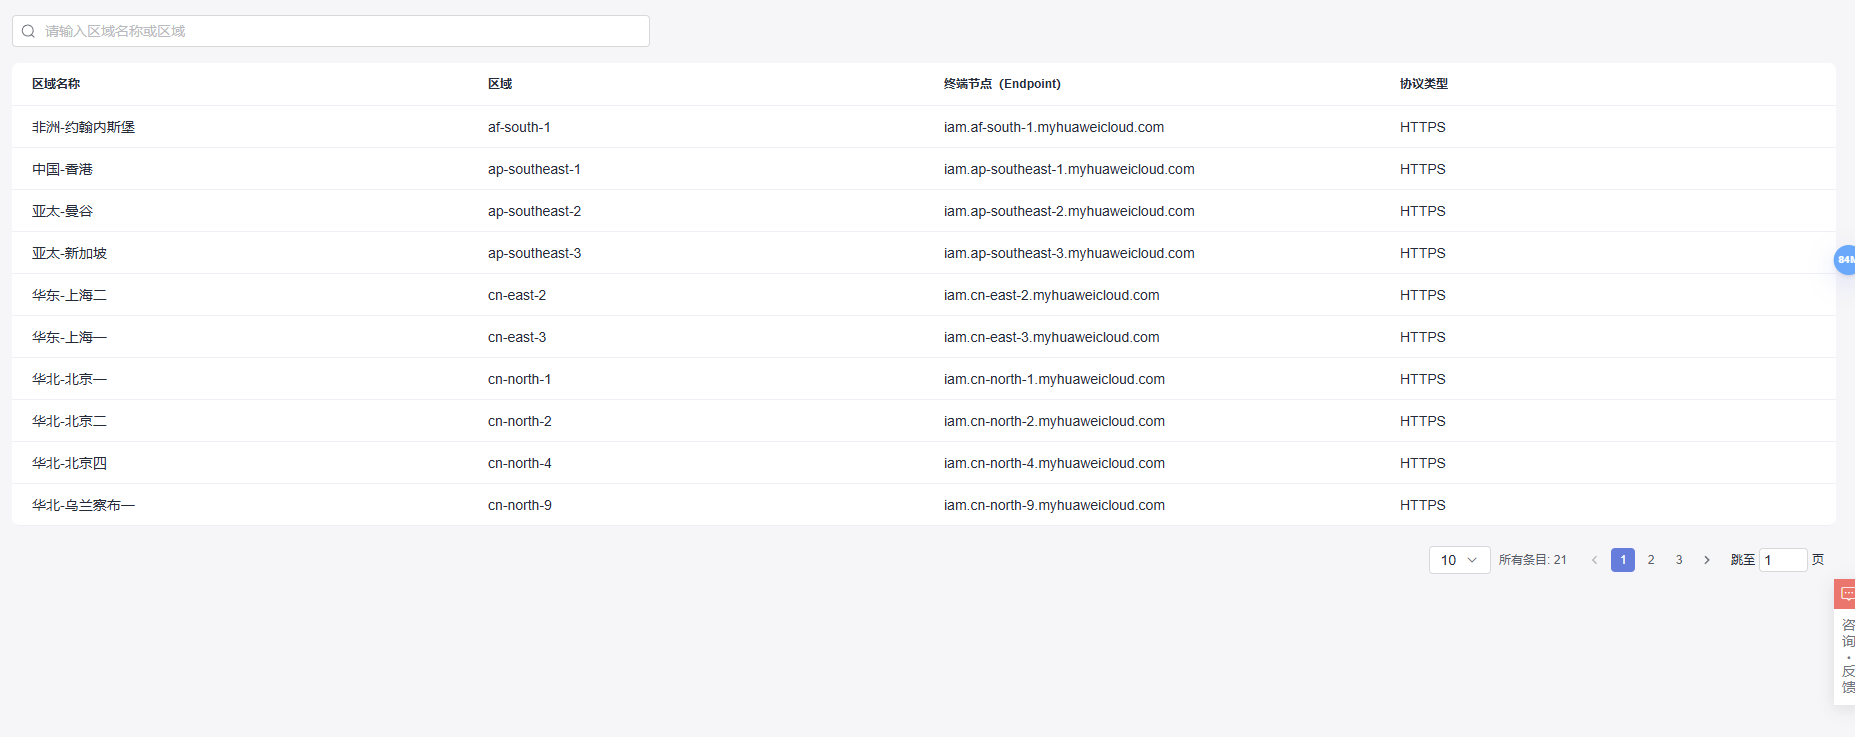 请输入区域名称或区域
区域名称 区域 终端节点（Endpoint) 协议类型
非洲-约翰内斯堡 af-south-1 iam.af-south-1.myhuaweicloud.com HTTPS
中国-香港 ap-southeast-1 iam.ap-southeast-1.myhuaweicloud.com HTTPS
亚太-曼谷 ap-southeast-2 iam.ap-southeast-2.myhuaweicloud.com HTTPS
亚太-新加坡 ap-southeast-3 iam.ap-southeast-3.myhuaweicloud.com HTTPS
84M
华东-上海二 cn-east-2 iam.cn-east-2.myhuaweicloud.com HTTPS
华东-上海一 cn-east-3 iam.cn-east-3.myhuaweicloud.com HTTPS
华北-北京一 cn-north-1 iam.cn-north-1.myhuaweicloud.com HTTPS
华北-北京二 cn-north-2 iam.cn-north-2.myhuaweicloud.com HTTPS
华北-北京四 cn-north-4 iam.cn-north-4.myhuaweicloud.com HTTPS
华北-乌兰察布一 cn-north-9 iam.cn-north-9.myhuaweicloud.com HTTPS
10 所有条目: 21 1 2 3 跳至 1 页
咨询·反馈